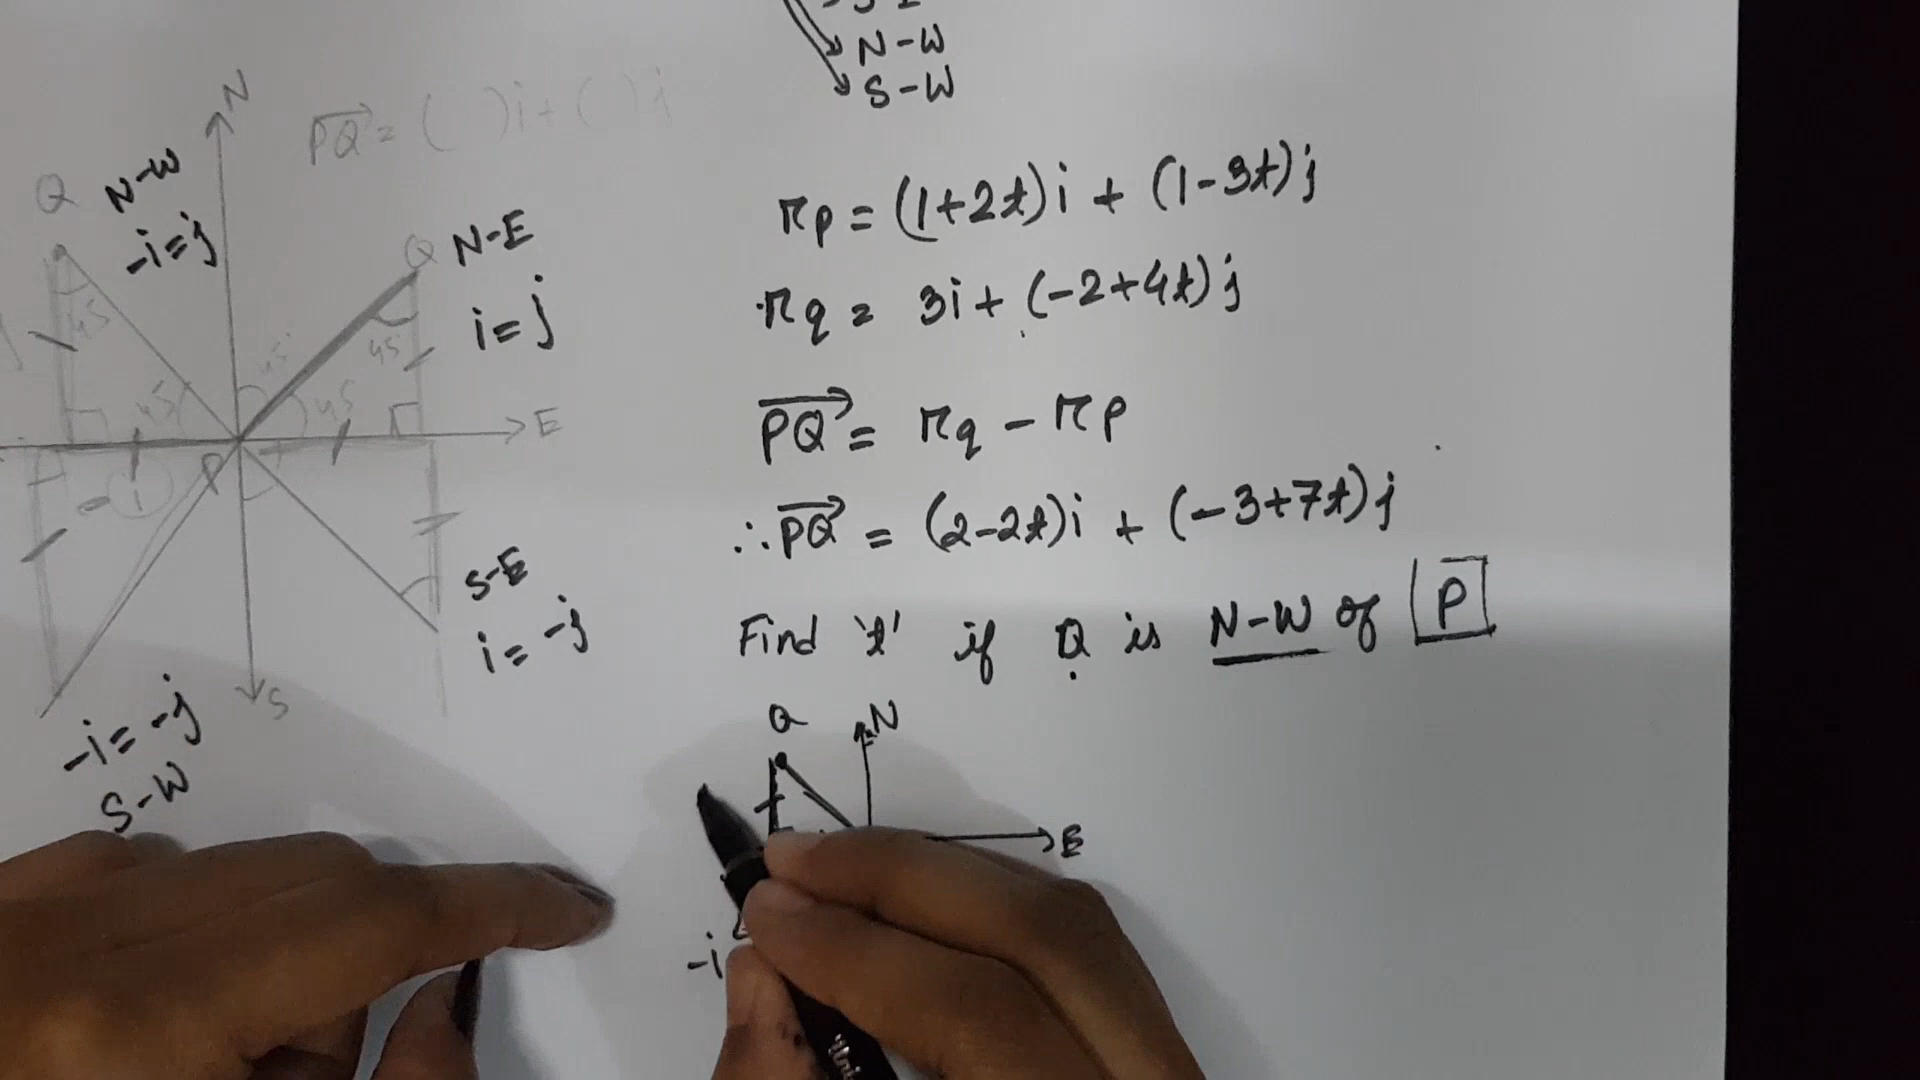 N-W
S-W
N
PQ = ( )i + ( )j
Q
N-W
-i=j
Q
N-E
i=j
45
45
45
45
45
E
P
-i
S-E
i=-j
S
-i=-j
S-W
rp = (1+2t)i + (1-3t)j
rq = 3i + (-2+4t)j
PQ = rq - rp
∴ PQ = (2-2t)i + (-3+7t)j
Find 't' if Q is N-W of P
Q
N
E
-i
Uni